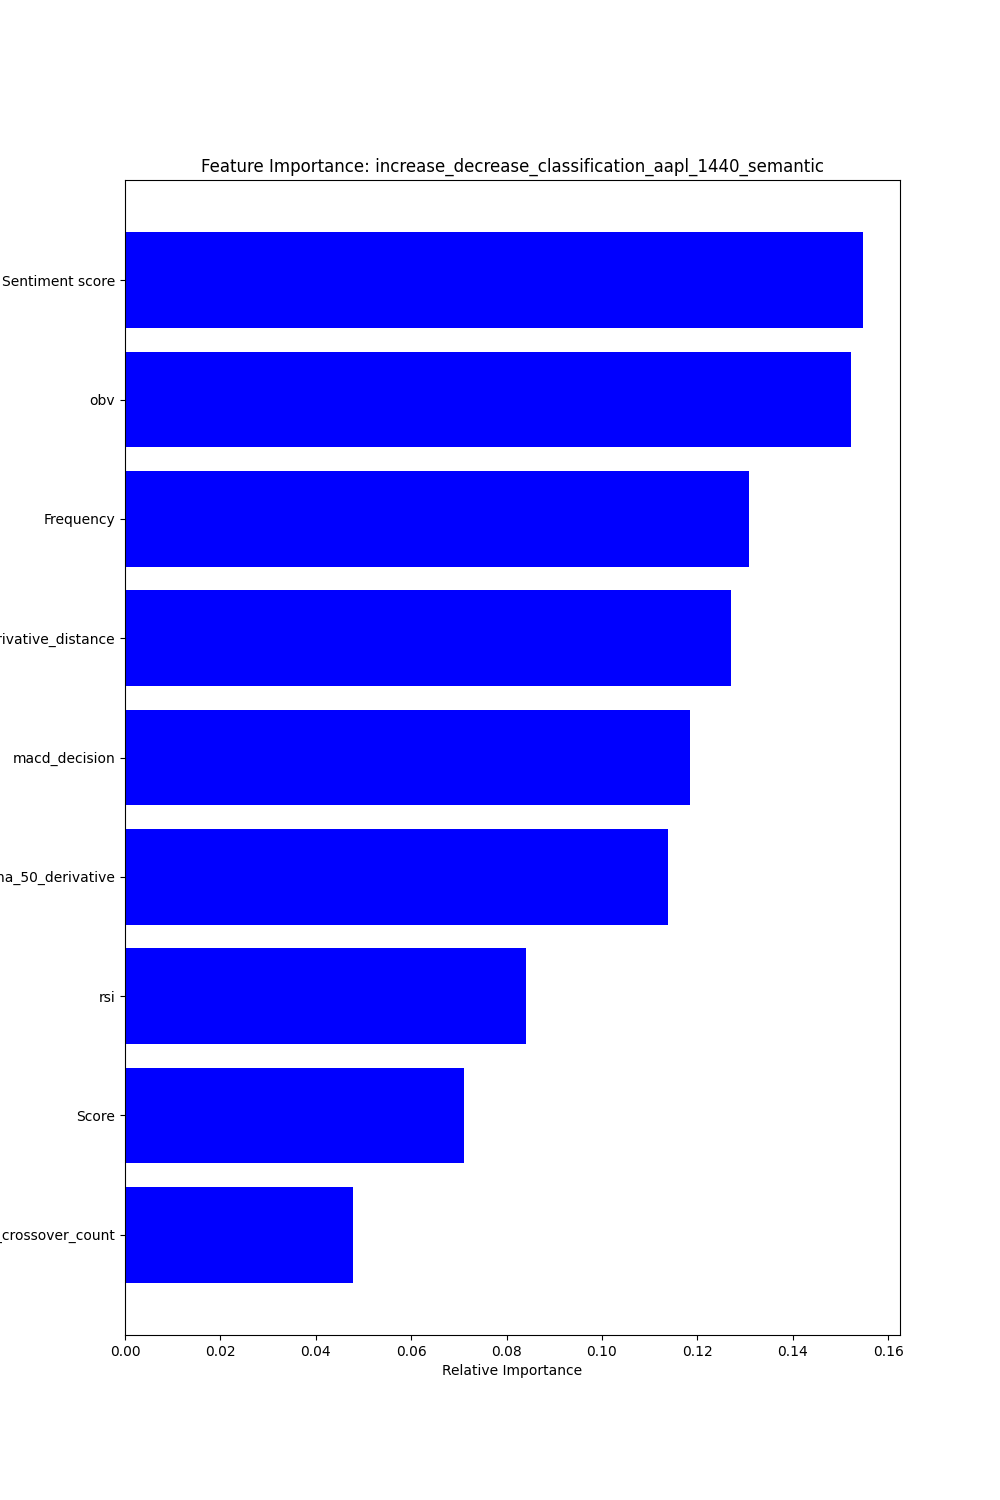 Feature Importance: increase_decrease_classification_aapl_1440_semantic
Sentiment score
obv
Frequency
rivative_distance
macd_decision
na_50_derivative
rsi
Score
_crossover_count
0.00 0.02 0.04 0.06 0.08 0.10 0.12 0.14 0.16
Relative Importance